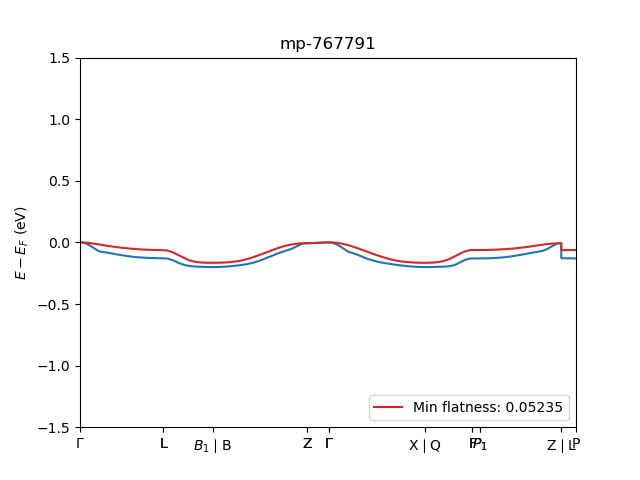 mp-767791
E − E_F (eV)
1.5
1.0
0.5
0.0
−0.5
−1.0
−1.5
Min flatness: 0.05235
Γ L B₁ | B Z Γ X | Q F P₁ Z | L P